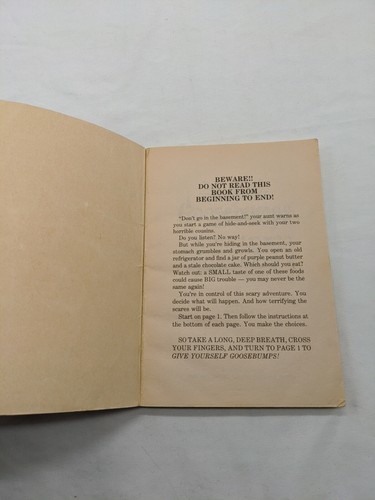 BEWARE!!
DO NOT READ THIS
BOOK FROM
BEGINNING TO END!
"Don't go in the basement!" your aunt warns as
you start a game of hide-and-seek with your two
horrible cousins.
Do you listen? No way!
But while you're hiding in the basement, your
stomach grumbles and growls. You open an old
refrigerator and find a jar of purple peanut butter
and a stale chocolate cake. Which should you eat?
Watch out: a SMALL taste of one of these foods
could cause BIG trouble — you may never be the
same again!
You're in control of this scary adventure. You
decide what will happen. And how terrifying the
scares will be.
Start on page 1. Then follow the instructions at
the bottom of each page. You make the choices.
SO TAKE A LONG, DEEP BREATH, CROSS
YOUR FINGERS, AND TURN TO PAGE 1 TO
GIVE YOURSELF GOOSEBUMPS!